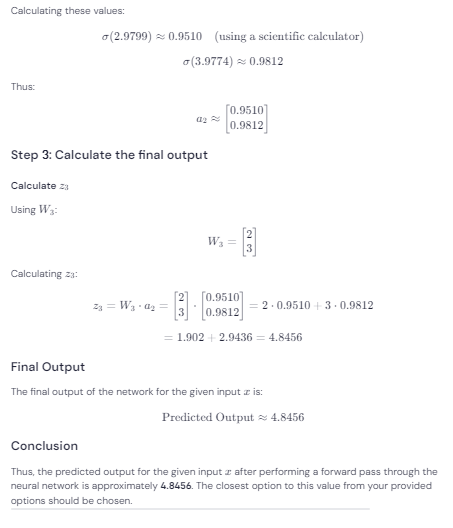 Calculating these values:
σ(2.9799) ≈ 0.9510 (using a scientific calculator)
σ(3.9774) ≈ 0.9812
Thus:
a₂ ≈ [0.9510
0.9812]
Step 3: Calculate the final output
Calculate z₃
Using W₃:
W₃ = [2
3]
Calculating z₃:
z₃ = W₃ · a₂ = [2 3] · [0.9510 0.9812] = 2 · 0.9510 + 3 · 0.9812
= 1.902 + 2.9436 = 4.8456
Final Output
The final output of the network for the given input x is:
Predicted Output ≈ 4.8456
Conclusion
Thus, the predicted output for the given input x after performing a forward pass through the
neural network is approximately 4.8456. The closest option to this value from your provided
options should be chosen.